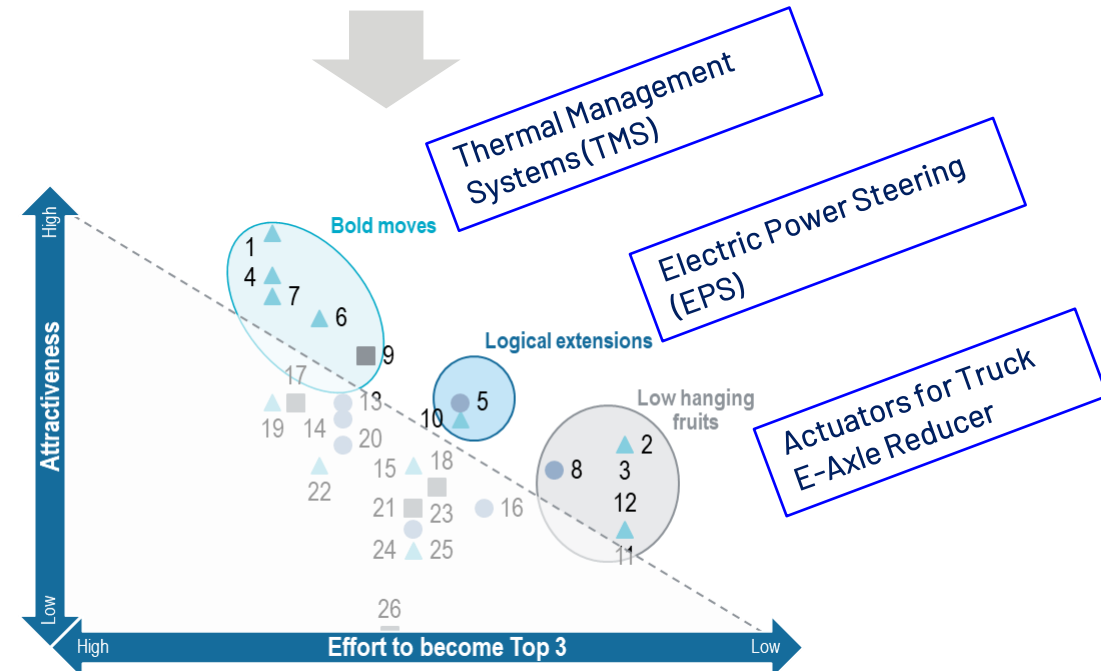 Thermal Management
Systems(TMS)
Electric Power Steering
(EPS)
Actuators for Truck
E-Axle Reducer
Bold moves
Logical extensions
Low hanging
fruits
High
Attractiveness
Low
1
4
7
6
9
17
13
5
10
19
14
20
2
8
3
15
18
22
12
21
23
16
24
25
11
26
High
Effort to become Top 3
Low